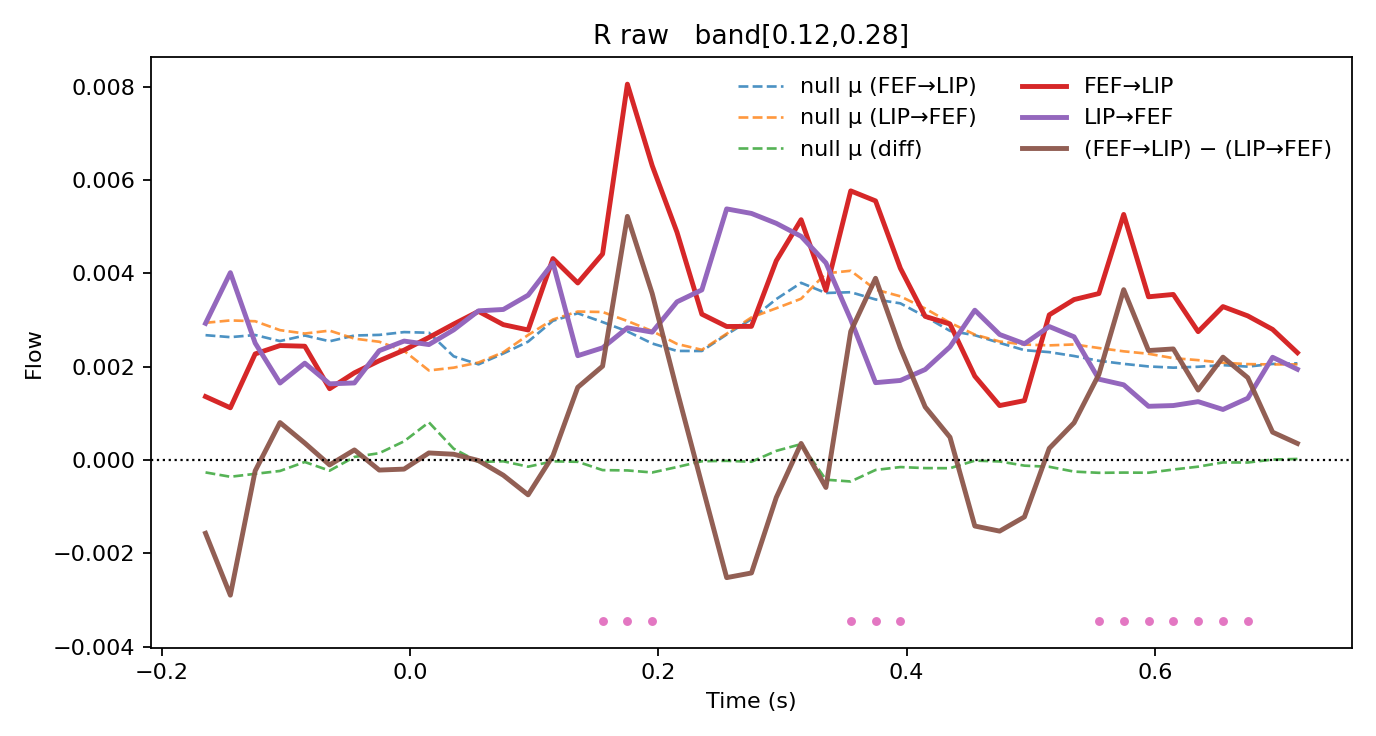 R raw   band[0.12,0.28]
0.008
0.006
0.004
0.002
0.000
−0.002
−0.004
Flow
null μ (FEF→LIP)
null μ (LIP→FEF)
null μ (diff)
FEF→LIP
LIP→FEF
(FEF→LIP) − (LIP→FEF)
−0.2 0.0 0.2 0.4 0.6
Time (s)